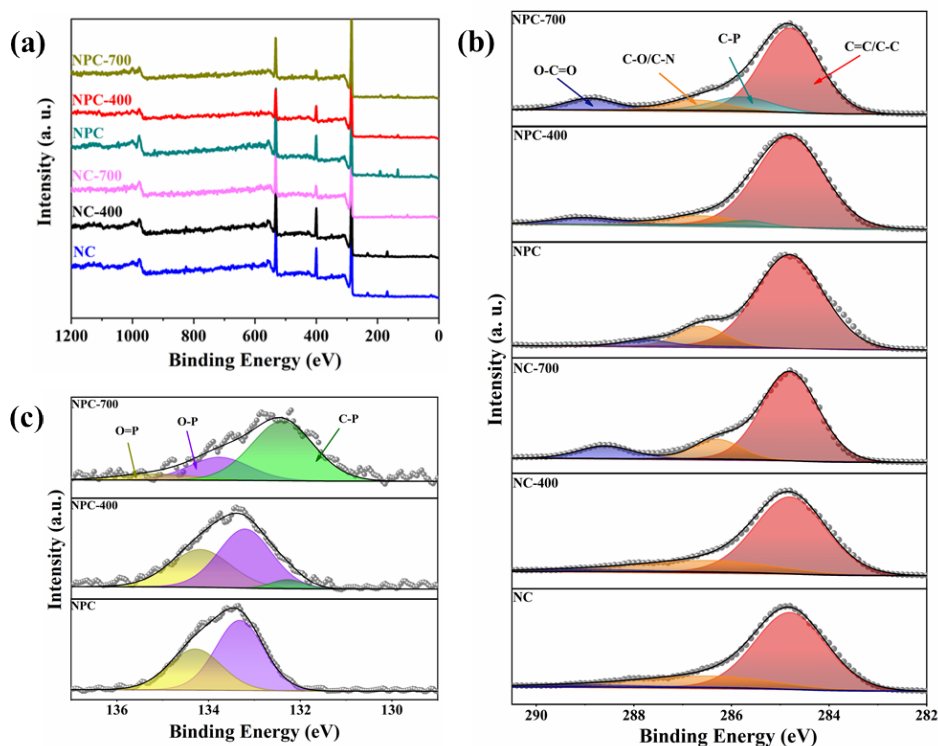 (a)
NPC-700
NPC-400
NPC
NC-700
NC-400
NC
Intensity (a. u.)
1200 1000 800 600 400 200 0
Binding Energy (eV)
(b)
NPC-700
O-C=O
C-O/C-N
C-P
C=C/C-C
NPC-400
NPC
NC-700
NC-400
NC
Intensity (a. u.)
290 288 286 284 282
Binding Energy (eV)
(c)
NPC-700
O=P
O-P
C-P
NPC-400
NPC
Intensity (a.u.)
136 134 132 130
Binding Energy (eV)